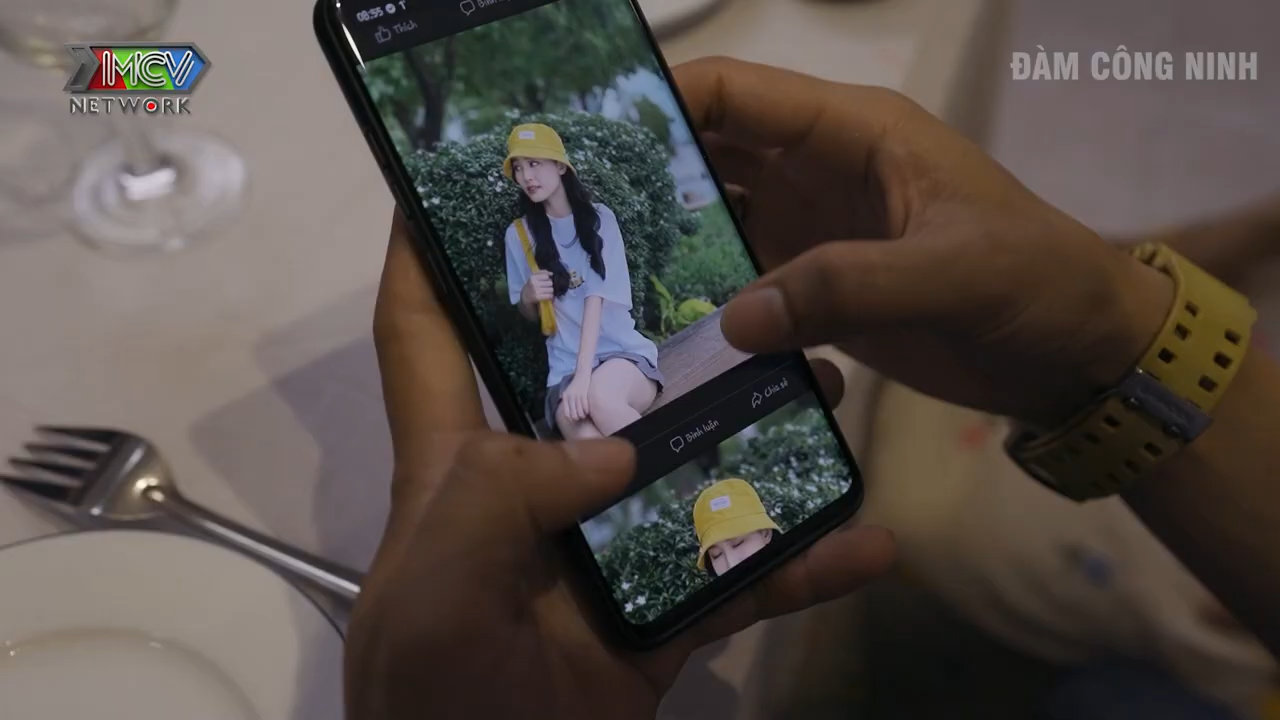 08:55
Thích
MCV
NETWORK
ĐÀM CÔNG NINH
Bình luận
Chia sẻ